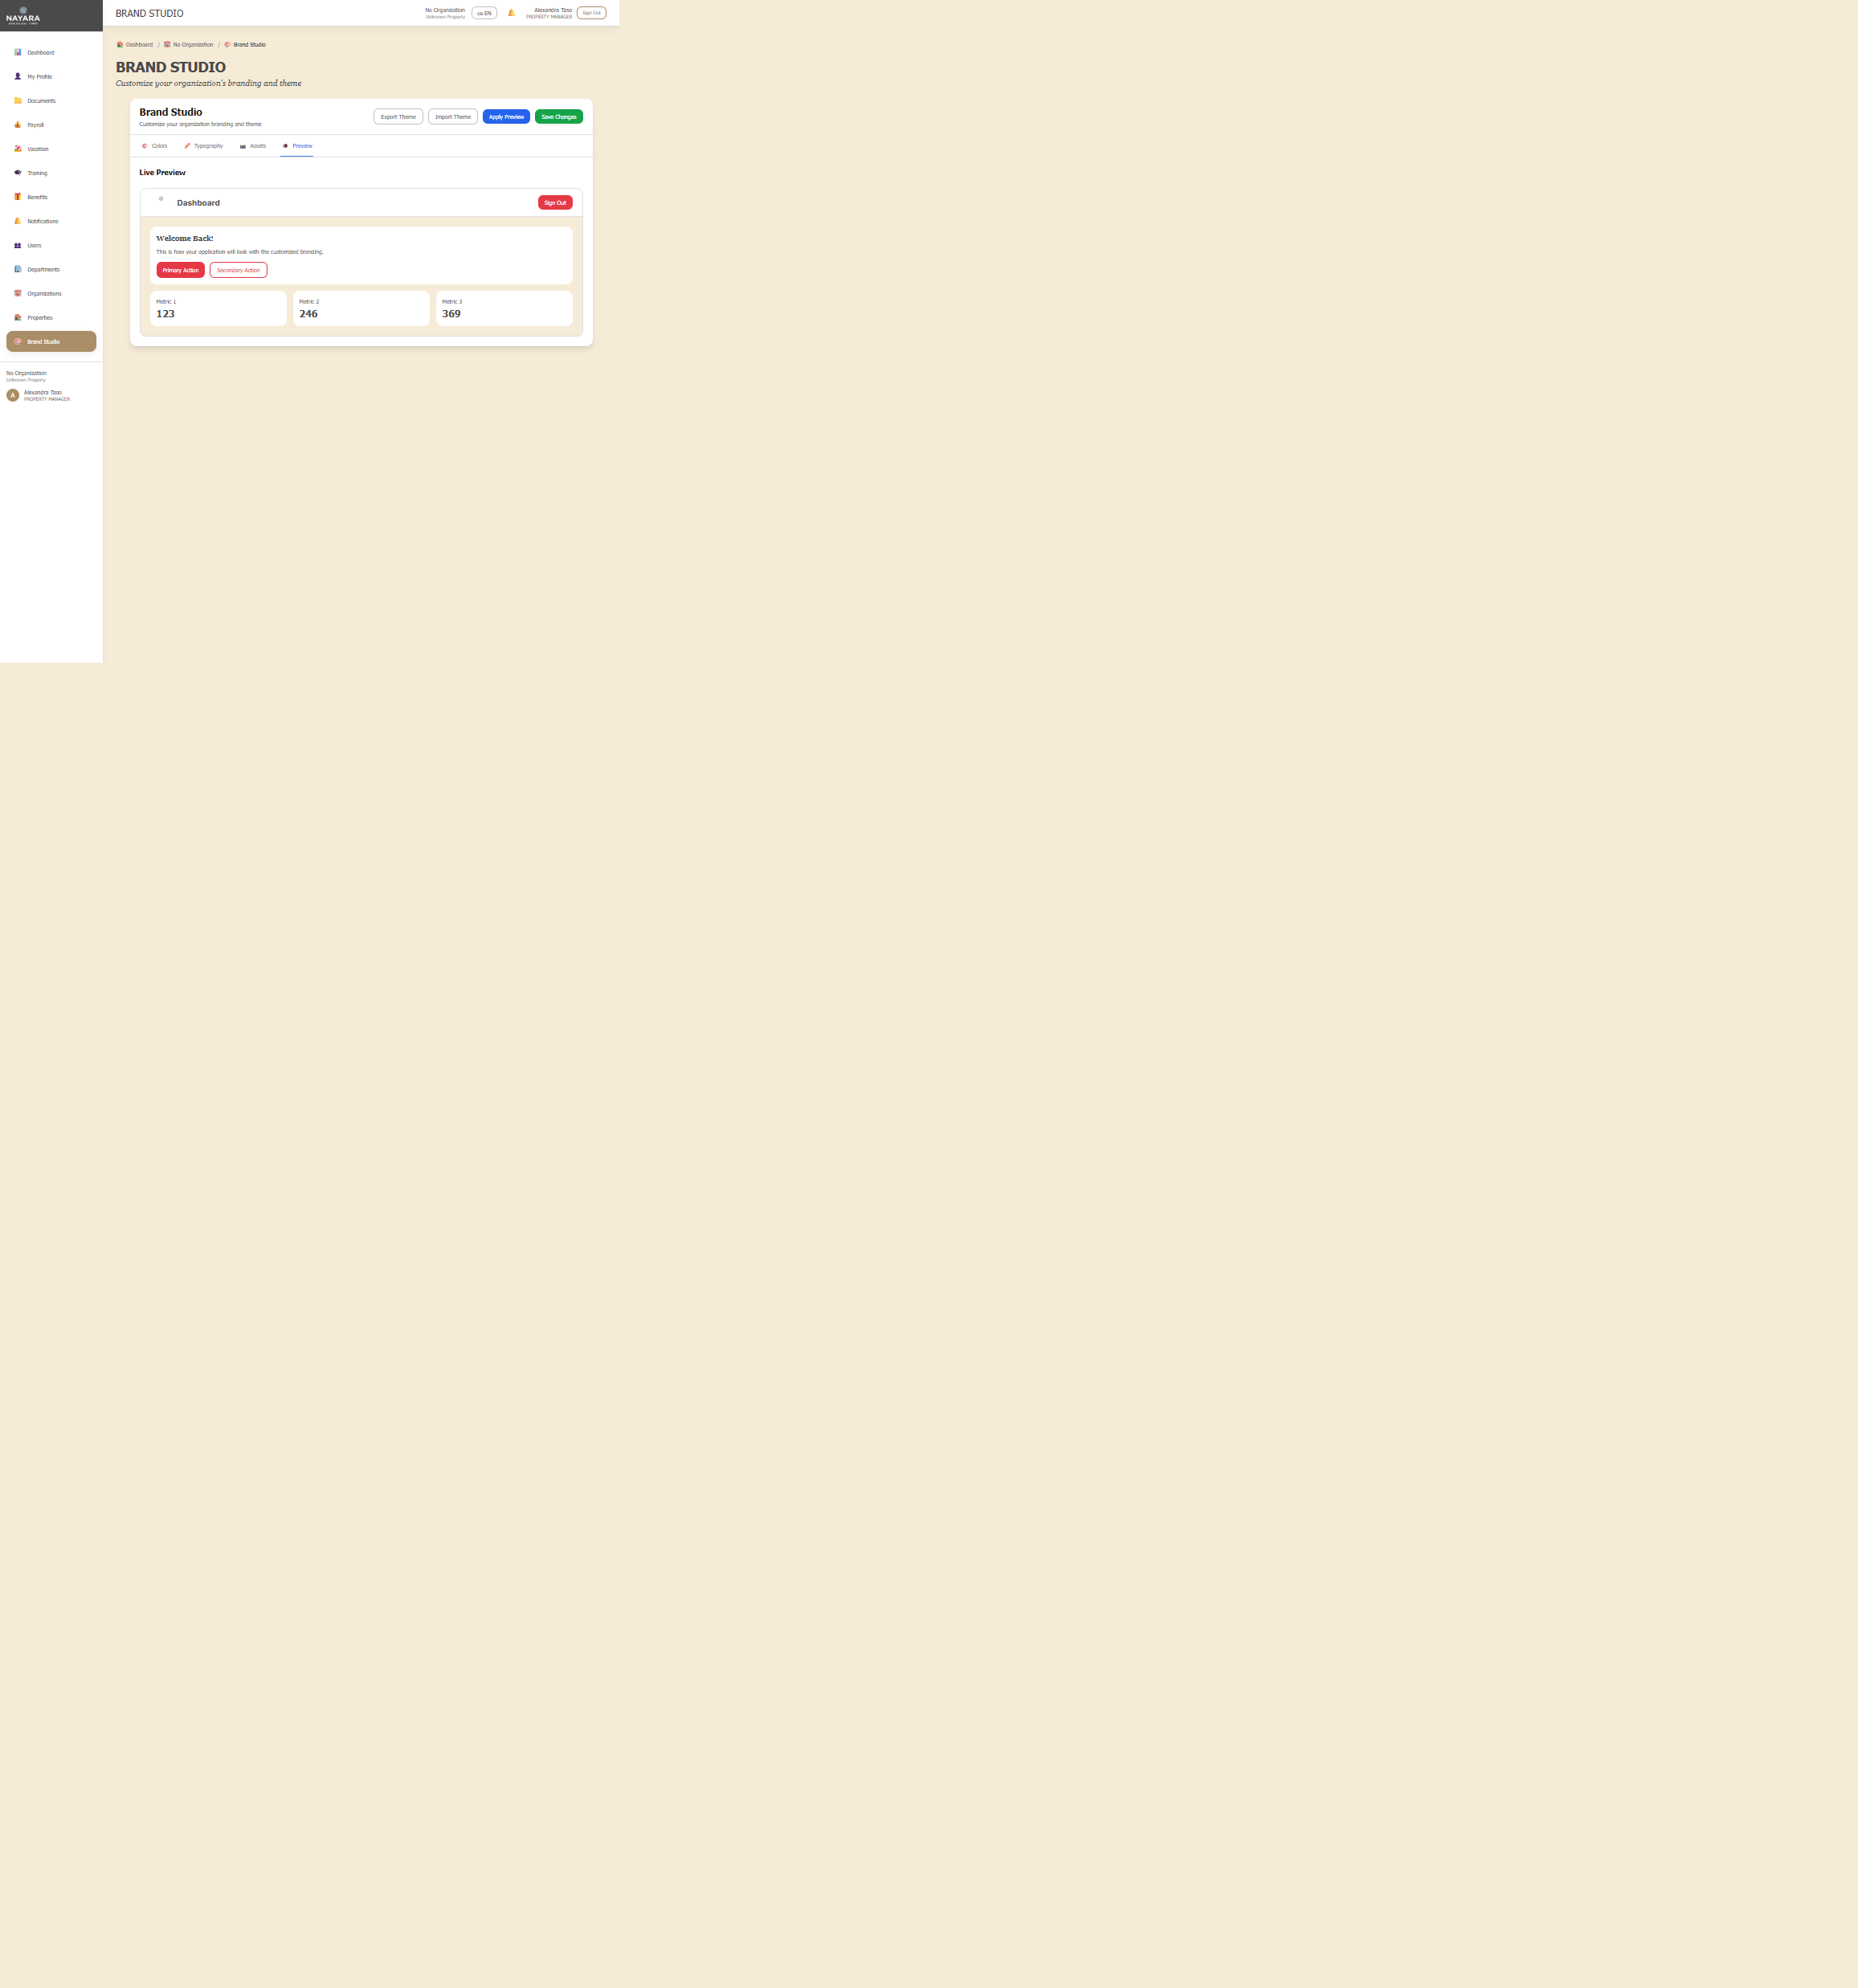 NAYARA
BRAND STUDIO
No Organization
Unknown Property
ca EN
Alexandra Taso
PROPERTY MANAGER
Sign Out
Dashboard
My Profile
Documents
Payroll
Vacation
Training
Benefits
Notifications
Users
Departments
Organizations
Properties
Brand Studio
No Organization
Unknown Property
A
Alexandra Taso
PROPERTY MANAGER
Dashboard / No Organization / Brand Studio
BRAND STUDIO
Customize your organization's branding and theme
Brand Studio
Customize your organization branding and theme
Export Theme
Import Theme
Apply Preview
Save Changes
Colors
Typography
Assets
Preview
Live Preview
Dashboard
Sign Out
Welcome Back!
This is how your application will look with the customized branding.
Primary Action
Secondary Action
Metric 1
123
Metric 2
246
Metric 3
369